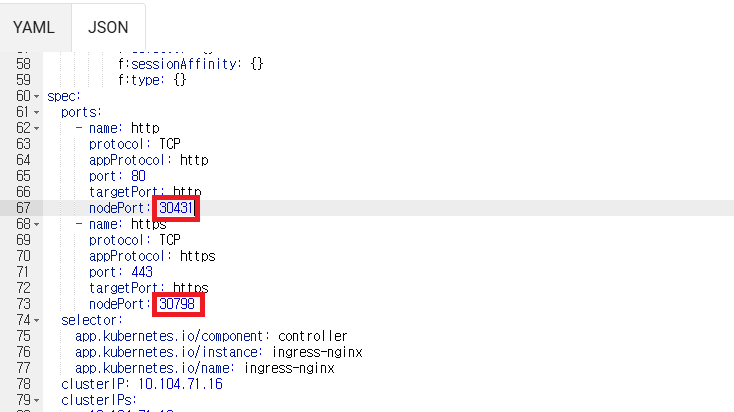 YAML
JSON
58 f:sessionAffinity: {}
59 f:type: {}
60 spec:
61 ports:
62 - name: http
63 protocol: TCP
64 appProtocol: http
65 port: 80
66 targetPort: http
67 nodePort: 30431
68 - name: https
69 protocol: TCP
70 appProtocol: https
71 port: 443
72 targetPort: https
73 nodePort: 30798
74 selector:
75 app.kubernetes.io/component: controller
76 app.kubernetes.io/instance: ingress-nginx
77 app.kubernetes.io/name: ingress-nginx
78 clusterIP: 10.104.71.16
79 clusterIPs: